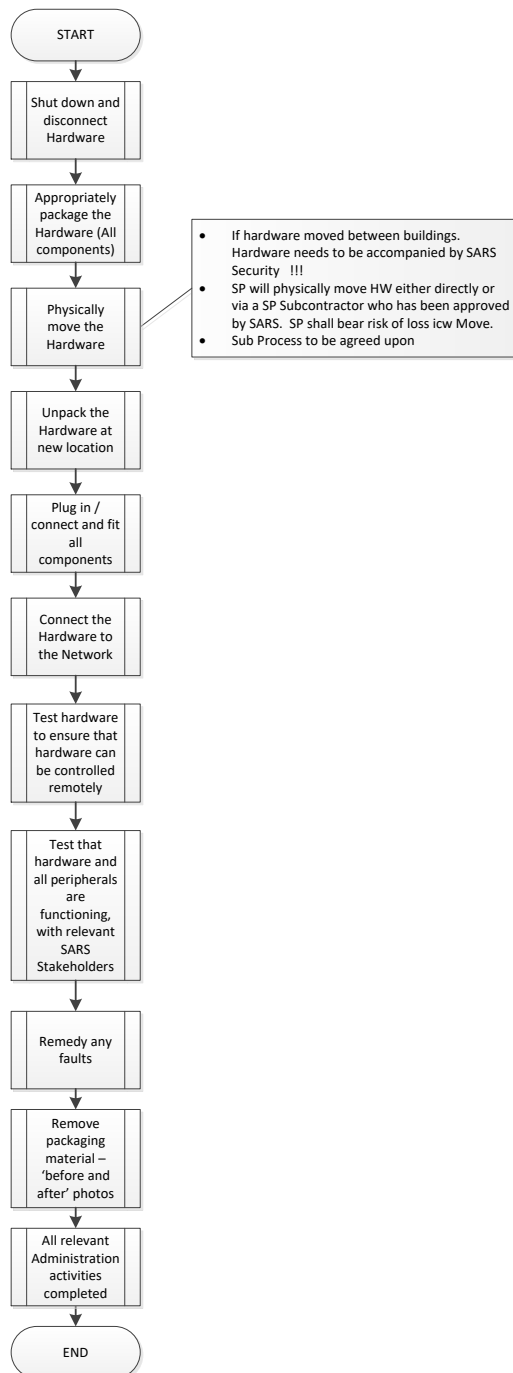 START
Shut down and
disconnect
Hardware
Appropriately
package the
Hardware (All
components)
Physically
move the
Hardware
• If hardware moved between buildings.
Hardware needs to be accompanied by SARS
Security !!!
• SP will physically move HW either directly or
via a SP Subcontractor who has been approved
by SARS. SP shall bear risk of loss icw Move.
• Sub Process to be agreed upon
Unpack the
Hardware at
new location
Plug in /
connect and fit
all
components
Connect the
Hardware to
the Network
Test hardware
to ensure that
hardware can
be controlled
remotely
Test that
hardware and
all peripherals
are
functioning,
with relevant
SARS
Stakeholders
Remedy any
faults
Remove
packaging
material –
‘before and
after’ photos
All relevant
Administration
activities
completed
END